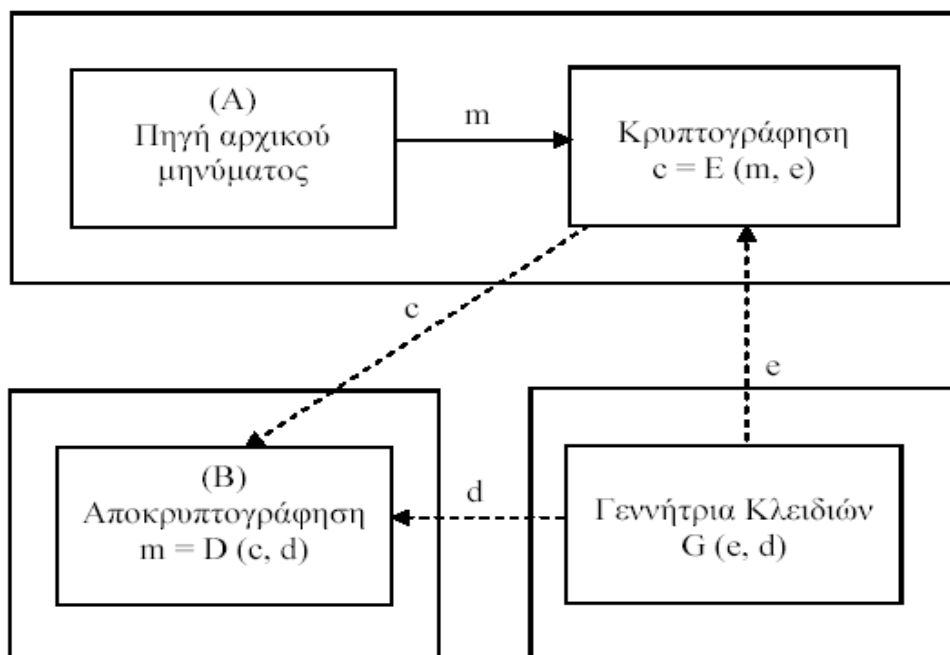 (A)
Πηγή αρχικού
μηνύματος
m
Κρυπτογράφηση
c = E (m, e)
c
e
(B)
Αποκρυπτογράφηση
m = D (c, d)
d
Γεννήτρια Κλειδιών
G (e, d)